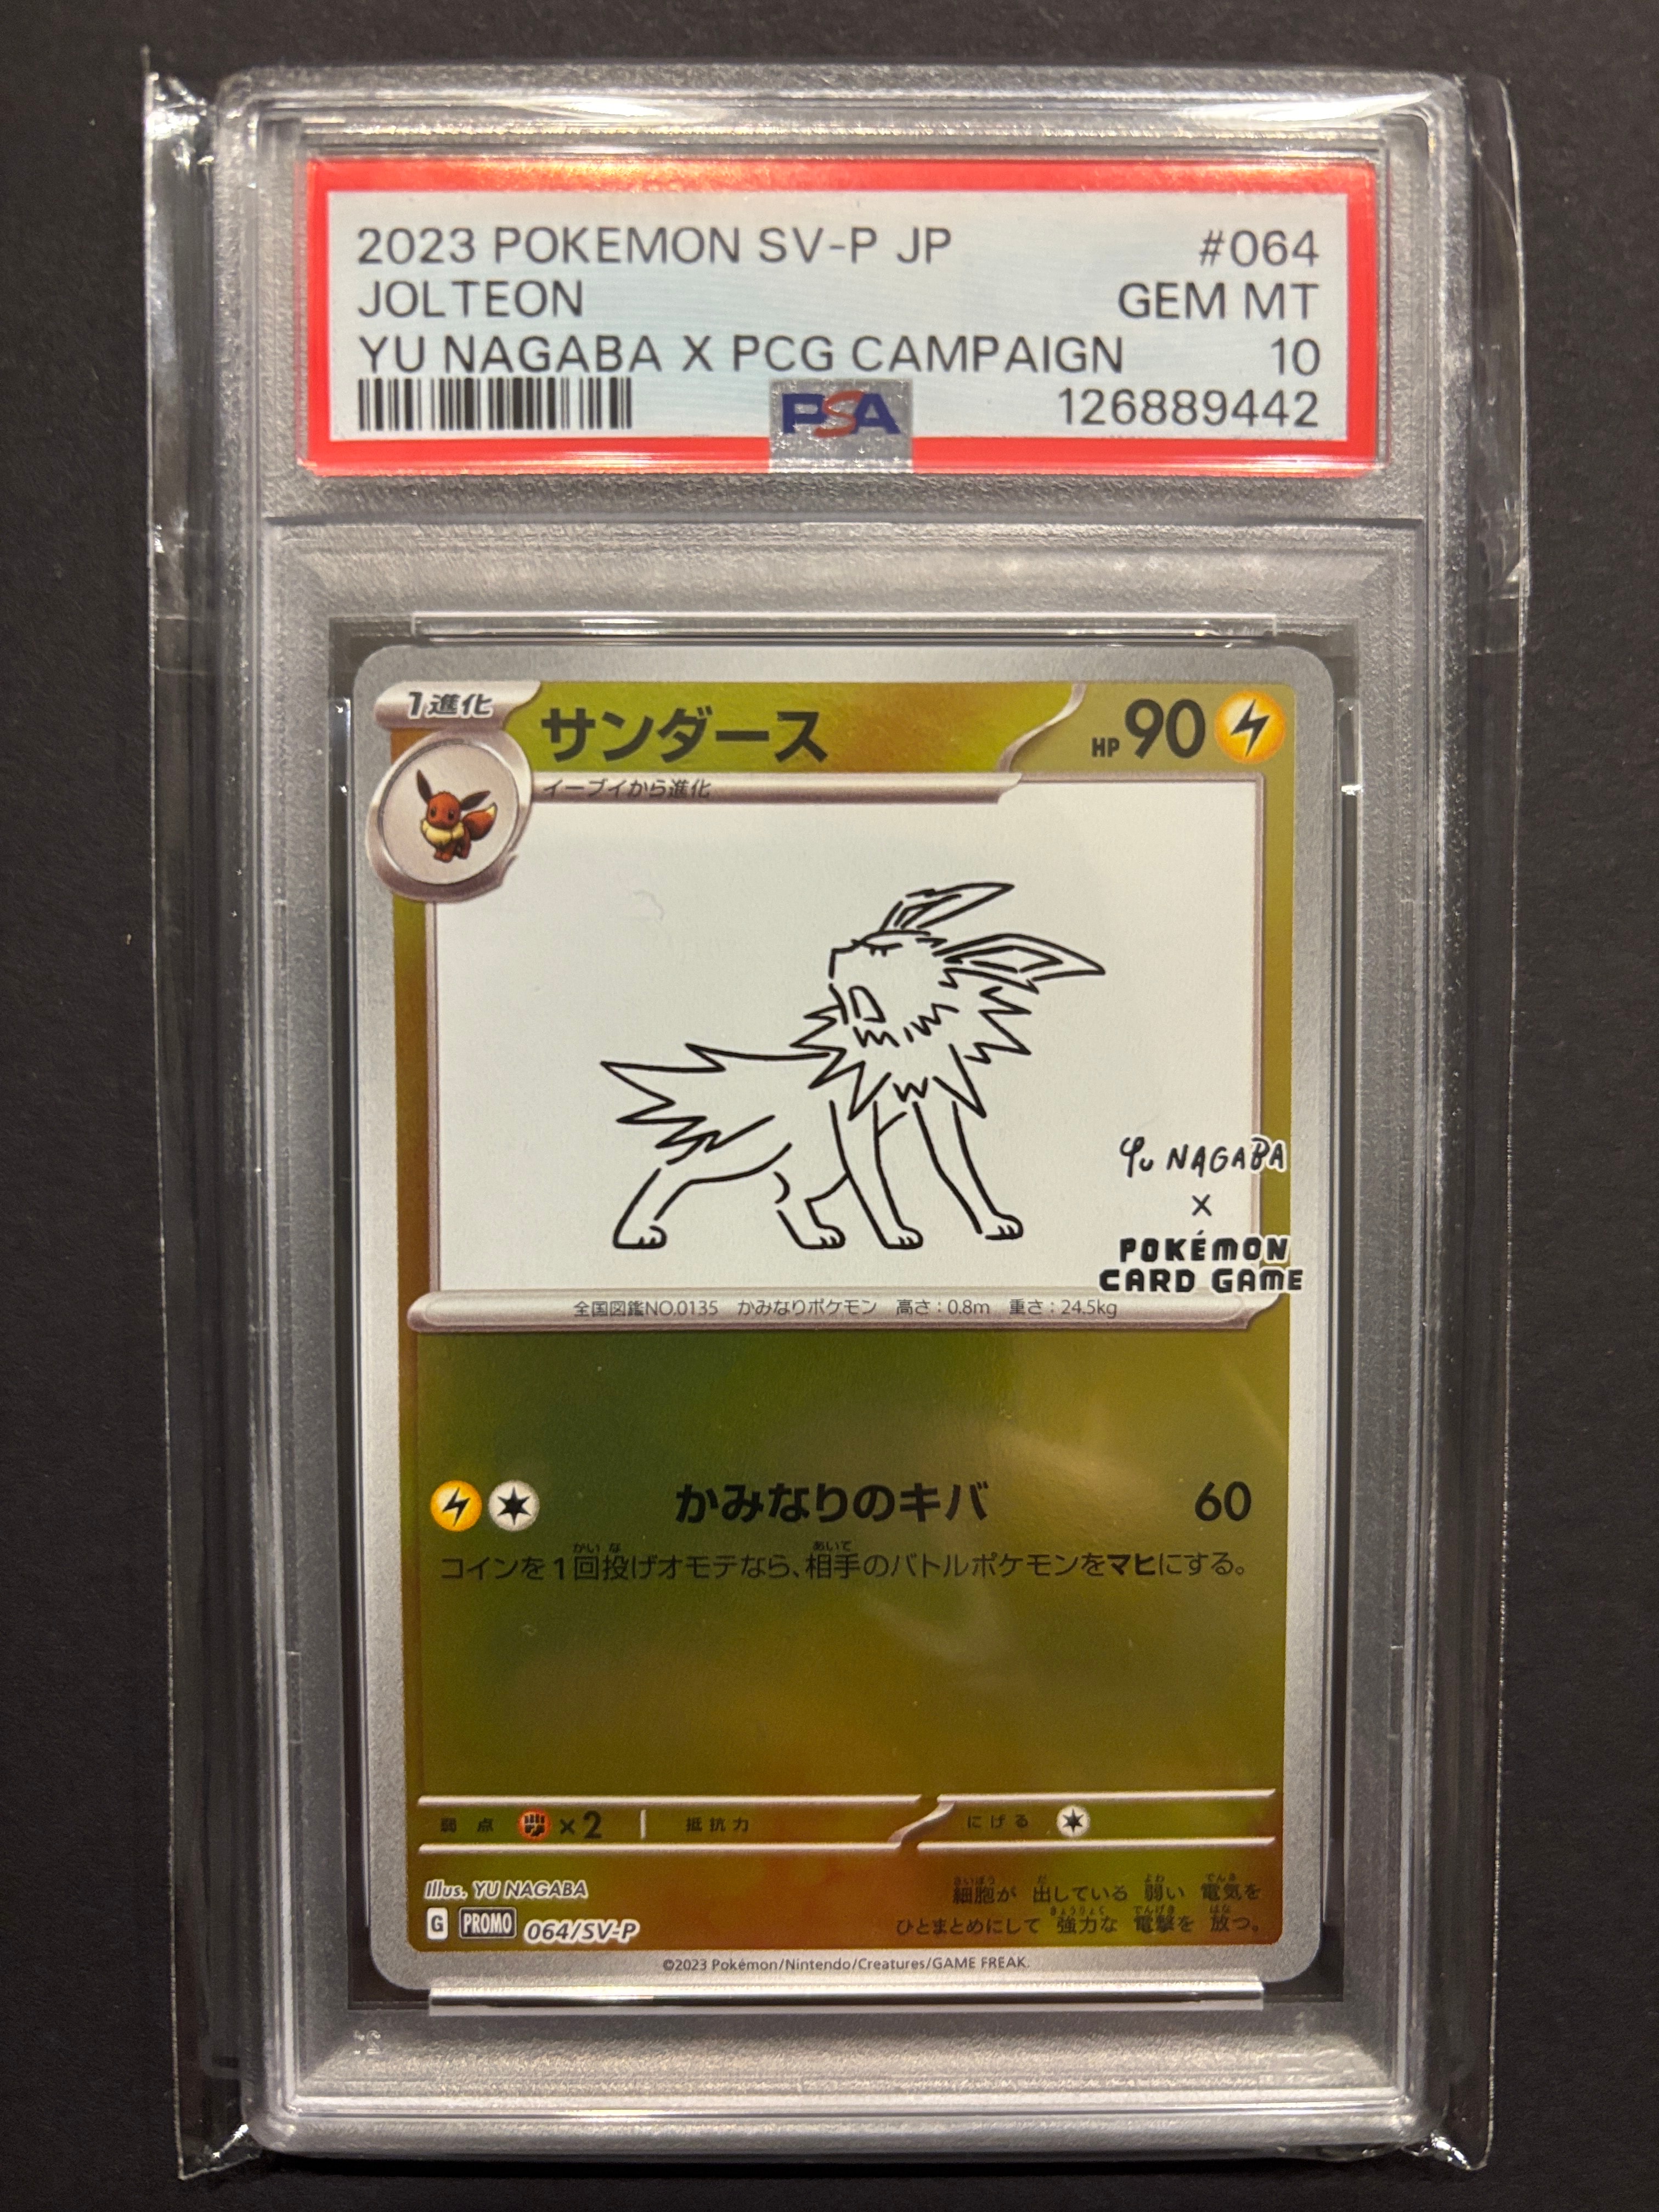 2023 POKEMON SV-P JP #064
JOLTEON GEM MT
YU NAGABA X PCG CAMPAIGN 10
PSA 126889442
1進化 サンダース HP 90
イーブイから進化
YU NAGABA
×
POKÉMON
CARD GAME
全国図鑑NO.0135 かみなりポケモン 高さ:0.8m 重さ:24.5kg
かみなりのキバ 60
コインを1回投げオモテなら、相手のバトルポケモンをマヒにする。
弱点 ×2 抵抗力 にげる
Illus. YU NAGABA
細胞が 出している 弱い 電気を
G PROMO 064/SV-P
ひとまとめにして 強力な 電撃を 放つ。
©2023 Pokémon/Nintendo/Creatures/GAME FREAK.